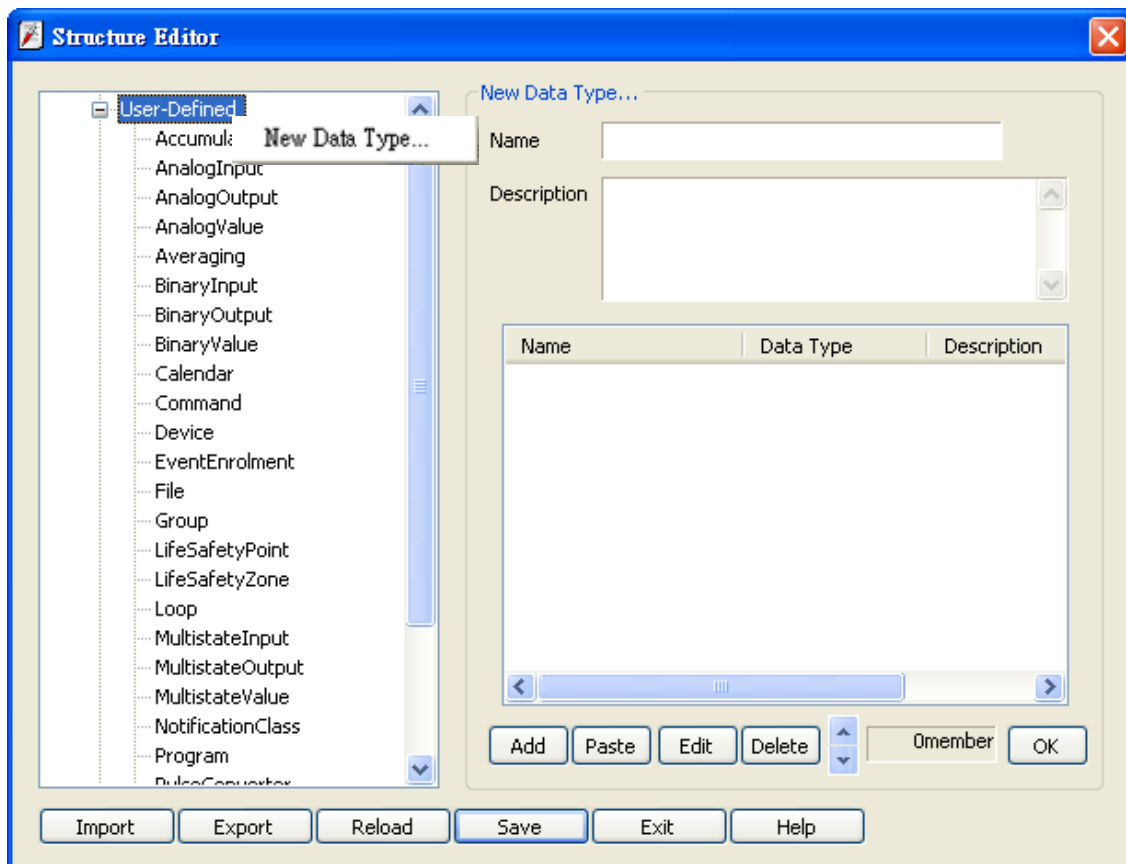 Structure Editor
User-Defined
New Data Type...
AnalogInput
AnalogOutput
AnalogValue
Averaging
BinaryInput
BinaryOutput
BinaryValue
Calendar
Command
Device
EventEnrolment
File
Group
LifeSafetyPoint
LifeSafetyZone
Loop
MultistateInput
MultistateOutput
MultistateValue
NotificationClass
Program
New Data Type...
Name
Description
Name Data Type Description
Add Paste Edit Delete 0member OK
Import Export Reload Save Exit Help